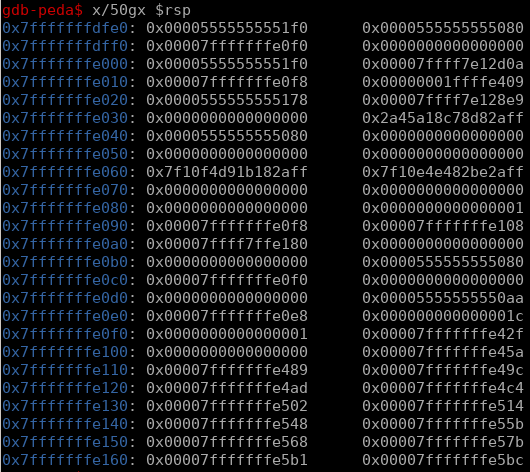 gdb-peda$ x/50gx $rsp
0x7fffffffdfe0: 0x00005555555551f0 0x0000555555555080
0x7fffffffdff0: 0x00007fffffffe0f0 0x0000000000000000
0x7fffffffe000: 0x00005555555551f0 0x00007ffff7e12d0a
0x7fffffffe010: 0x00007fffffffe0f8 0x00000001ffffe409
0x7fffffffe020: 0x0000555555555178 0x00007ffff7e128e9
0x7fffffffe030: 0x0000000000000000 0x2a45a18c78d82aff
0x7fffffffe040: 0x0000555555555080 0x0000000000000000
0x7fffffffe050: 0x0000000000000000 0x0000000000000000
0x7fffffffe060: 0x7f10f4d91b182aff 0x7f10e4e482be2aff
0x7fffffffe070: 0x0000000000000000 0x0000000000000000
0x7fffffffe080: 0x0000000000000000 0x0000000000000001
0x7fffffffe090: 0x00007fffffffe0f8 0x00007fffffffe108
0x7fffffffe0a0: 0x00007ffff7ffe180 0x0000000000000000
0x7fffffffe0b0: 0x0000000000000000 0x0000555555555080
0x7fffffffe0c0: 0x00007fffffffe0f0 0x0000000000000000
0x7fffffffe0d0: 0x0000000000000000 0x00005555555550aa
0x7fffffffe0e0: 0x00007fffffffe0e8 0x000000000000001c
0x7fffffffe0f0: 0x0000000000000001 0x00007fffffffe42f
0x7fffffffe100: 0x0000000000000000 0x00007fffffffe45a
0x7fffffffe110: 0x00007fffffffe489 0x00007fffffffe49c
0x7fffffffe120: 0x00007fffffffe4ad 0x00007fffffffe4c4
0x7fffffffe130: 0x00007fffffffe502 0x00007fffffffe514
0x7fffffffe140: 0x00007fffffffe548 0x00007fffffffe55b
0x7fffffffe150: 0x00007fffffffe568 0x00007fffffffe57b
0x7fffffffe160: 0x00007fffffffe5b1 0x00007fffffffe5bc